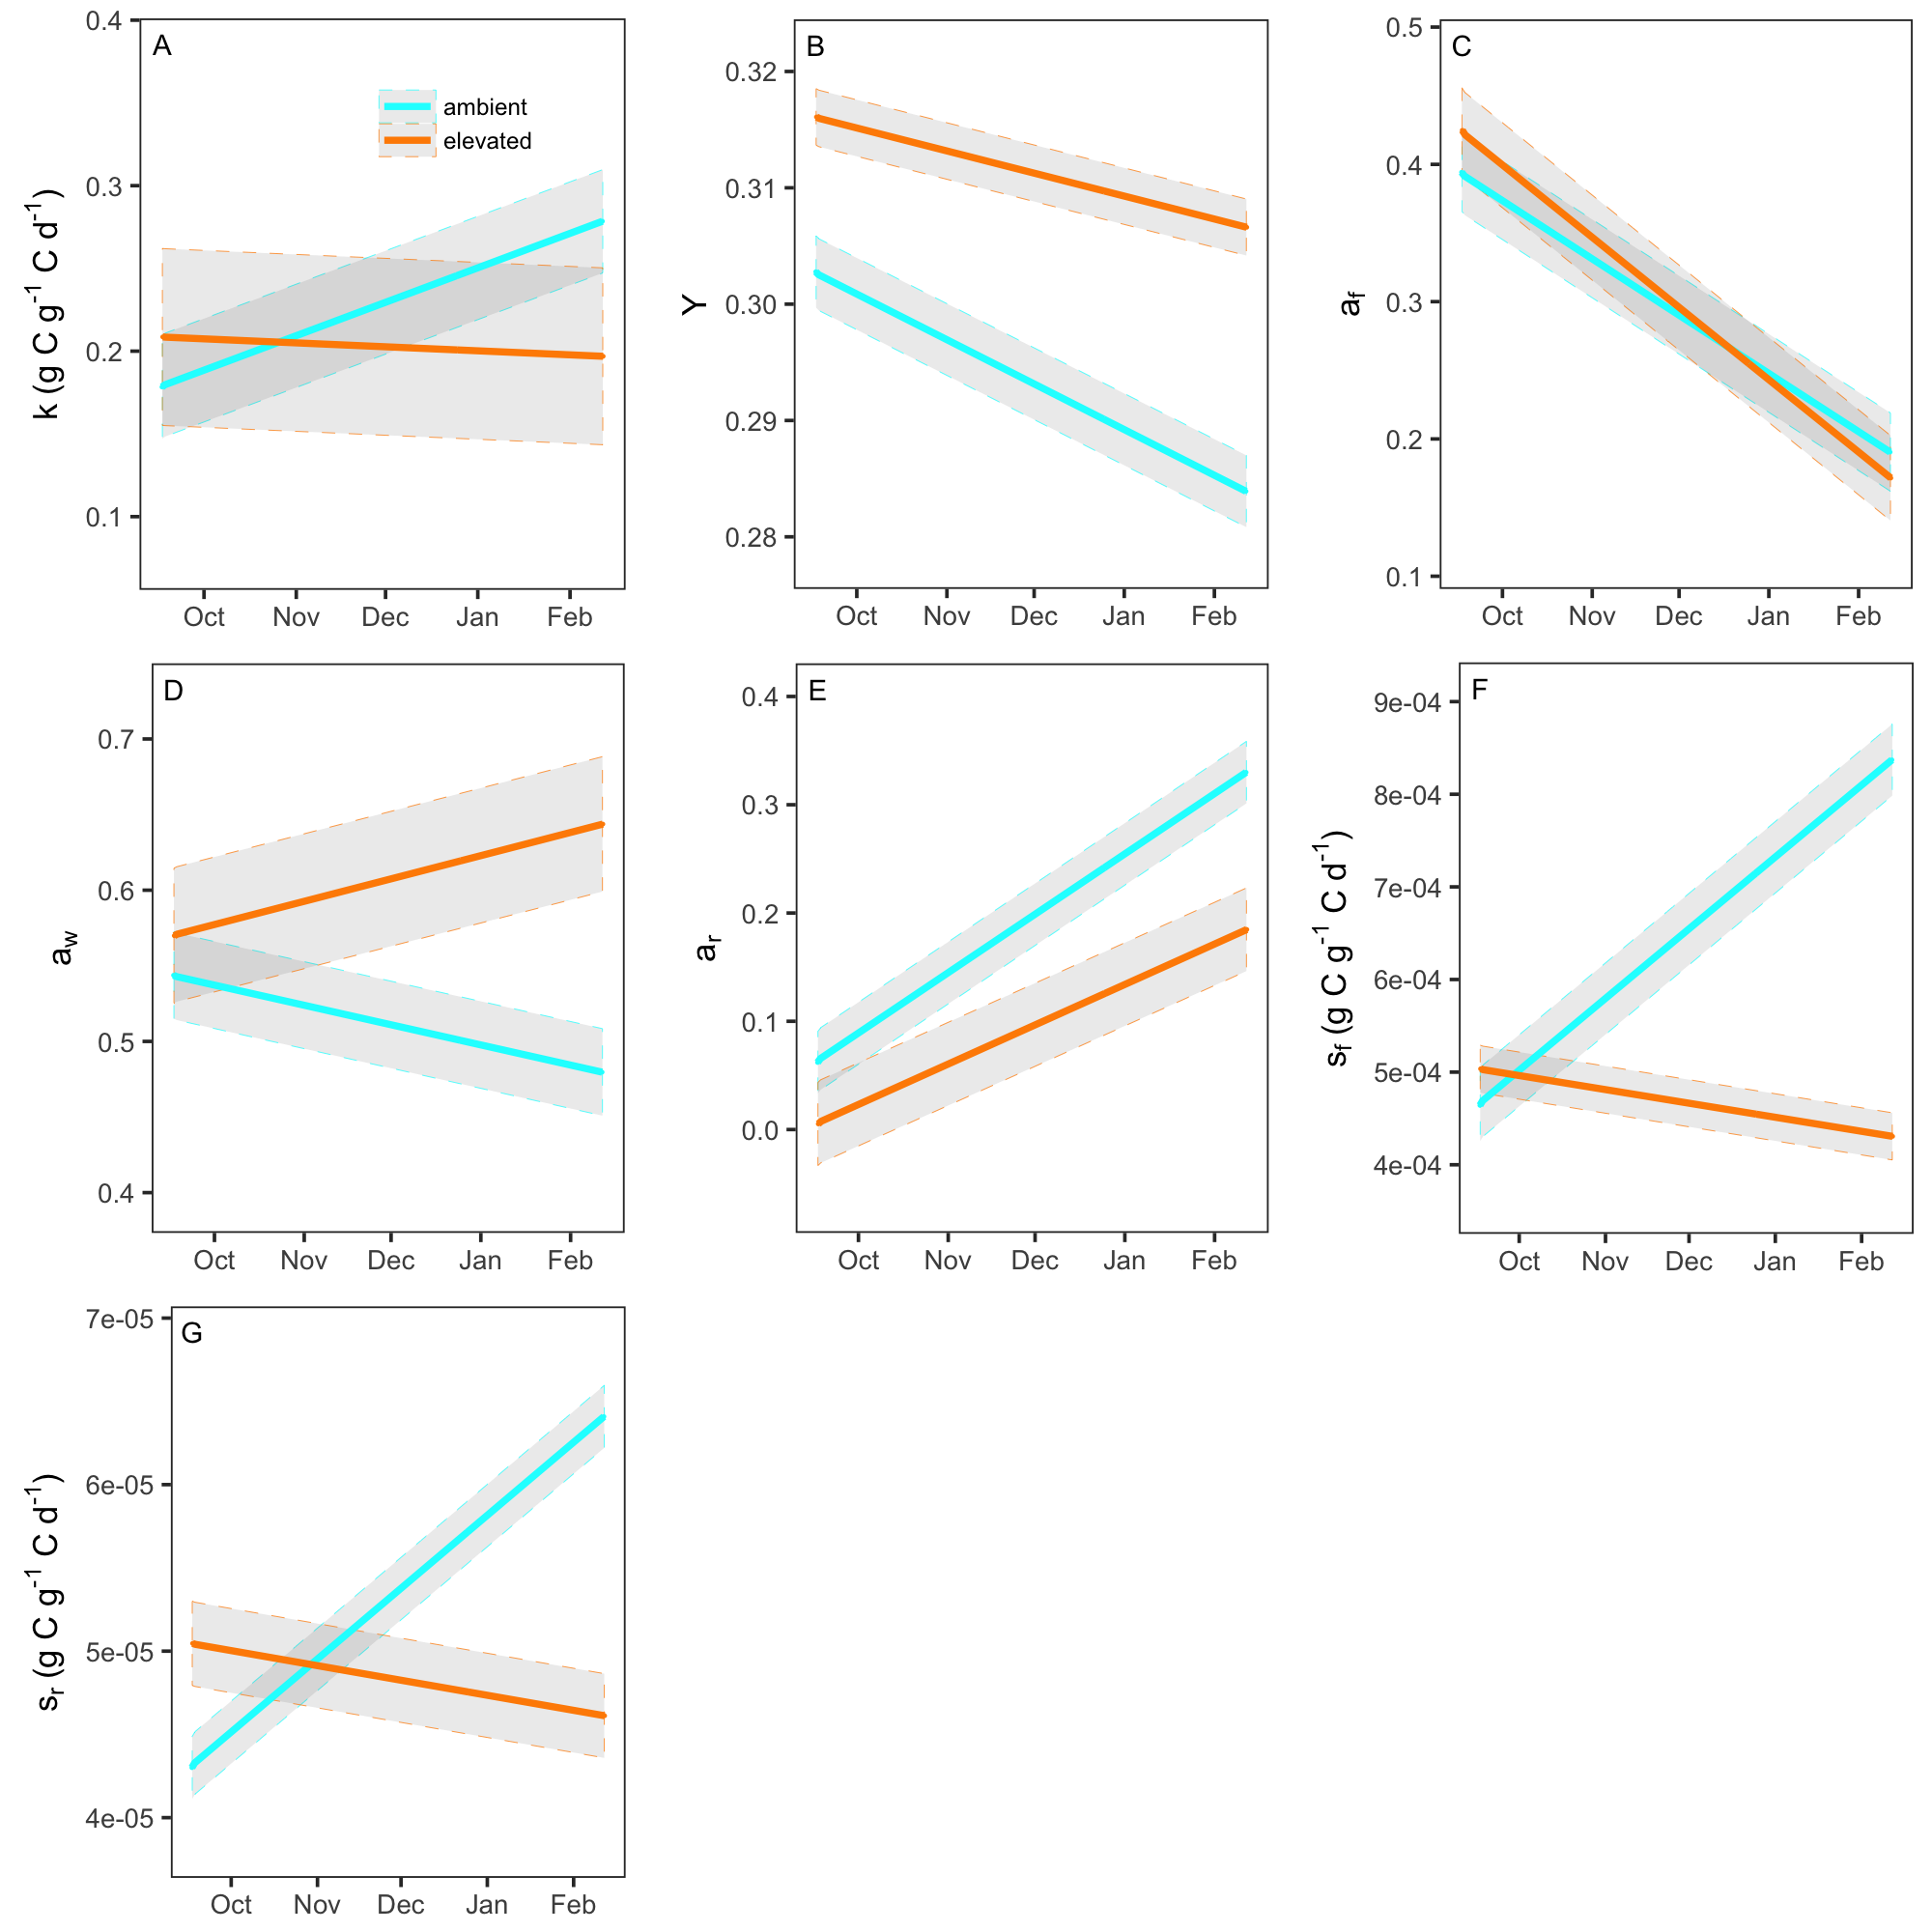 A
ambient
elevated
0.4
0.3
0.2
0.1
k (g C g⁻¹ C d⁻¹)
Oct Nov Dec Jan Feb
B
0.32
0.31
0.30
0.29
0.28
Y
Oct Nov Dec Jan Feb
C
0.5
0.4
0.3
0.2
0.1
a_f
Oct Nov Dec Jan Feb
D
0.7
0.6
0.5
0.4
a_w
Oct Nov Dec Jan Feb
E
0.4
0.3
0.2
0.1
0.0
a_r
Oct Nov Dec Jan Feb
F
9e-04
8e-04
7e-04
6e-04
5e-04
4e-04
s_f (g C g⁻¹ C d⁻¹)
Oct Nov Dec Jan Feb
G
7e-05
6e-05
5e-05
4e-05
s_r (g C g⁻¹ C d⁻¹)
Oct Nov Dec Jan Feb